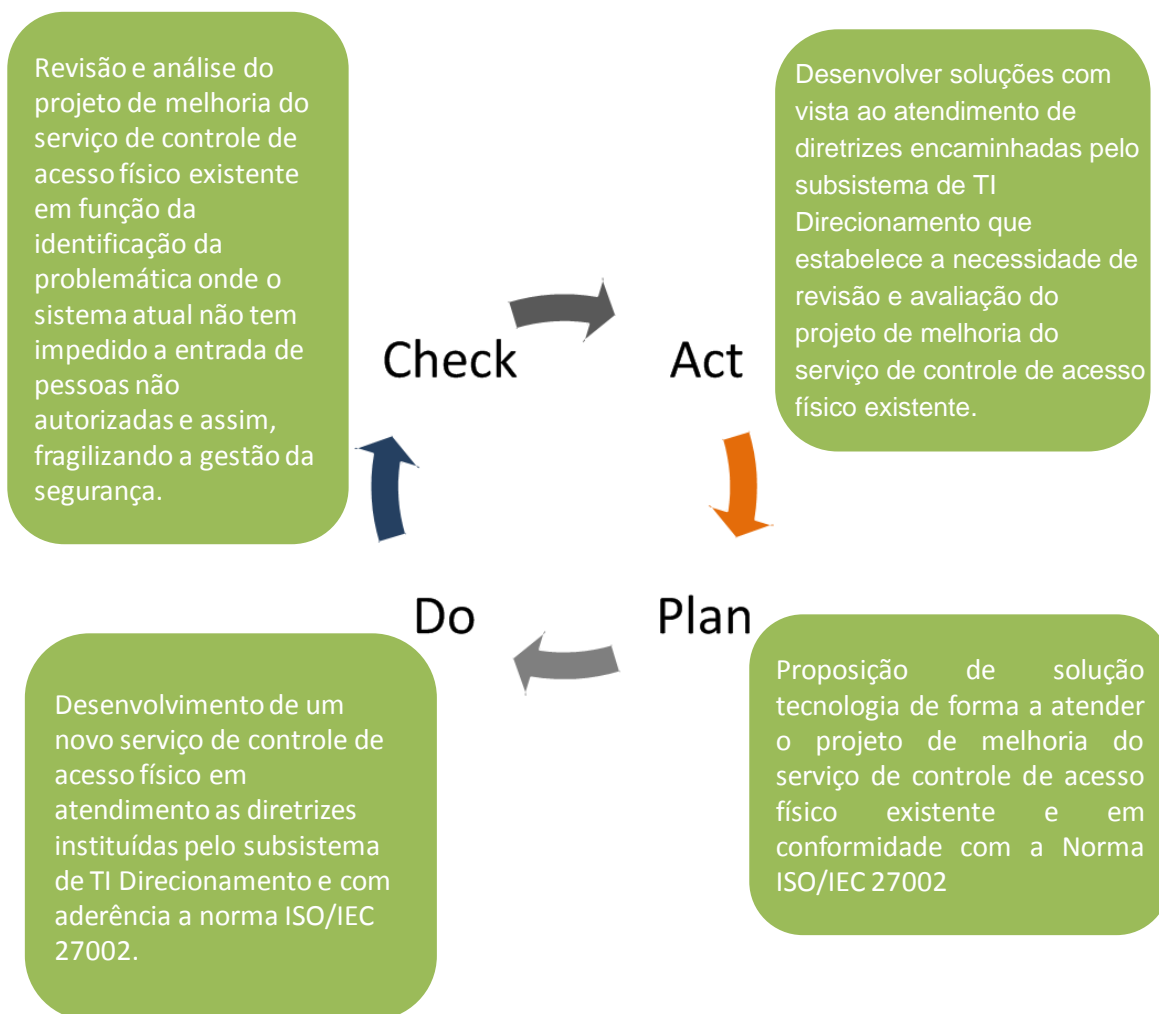 Revisão e análise do
projeto de melhoria do
serviço de controle de
acesso físico existente
em função da
identificação da
problemática onde o
sistema atual não tem
impedido a entrada de
pessoas não
autorizadas e assim,
fragilizando a gestão da
segurança.
Desenvolver soluções com
vista ao atendimento de
diretrizes encaminhadas pelo
subsistema de TI
Direcionamento que
estabelece a necessidade de
revisão e avaliação do
projeto de melhoria do
serviço de controle de acesso
físico existente.
Check
Act
Do
Plan
Desenvolvimento de um
novo serviço de controle de
acesso físico em
atendimento as diretrizes
instituídas pelo subsistema
de TI Direcionamento e com
aderência a norma ISO/IEC
27002.
Proposição de solução
tecnologia de forma a atender
o projeto de melhoria do
serviço de controle de acesso
físico existente e em
conformidade com a Norma
ISO/IEC 27002